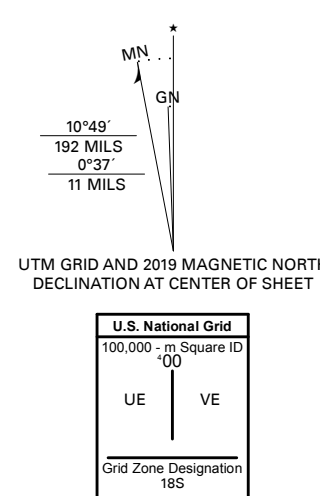 ★
MN
GN
10°49´
192 MILS
0°37´
11 MILS
UTM GRID AND 2019 MAGNETIC NORTH
DECLINATION AT CENTER OF SHEET
U.S. National Grid
100,000 - m Square ID
⁴00
UE VE
Grid Zone Designation
18S